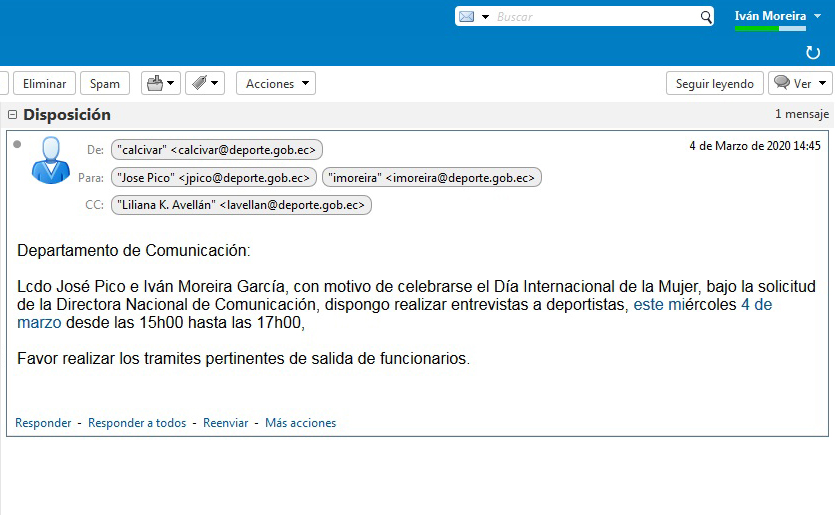 Buscar
Iván Moreira
Eliminar Spam Acciones Seguir leyendo Ver
Disposición 1 mensaje
De: "calcivar" <calcivar@deporte.gob.ec> 4 de Marzo de 2020 14:45
Para: "Jose Pico" <jpico@deporte.gob.ec> "imoreira" <imoreira@deporte.gob.ec>
CC: "Liliana K. Avellán" <lavellan@deporte.gob.ec>
Departamento de Comunicación:
Lcdo José Pico e Iván Moreira García, con motivo de celebrarse el Día Internacional de la Mujer, bajo la solicitud
de la Directora Nacional de Comunicación, dispongo realizar entrevistas a deportistas, este miércoles 4 de
marzo desde las 15h00 hasta las 17h00,
Favor realizar los tramites pertinentes de salida de funcionarios.
Responder - Responder a todos - Reenviar - Más acciones